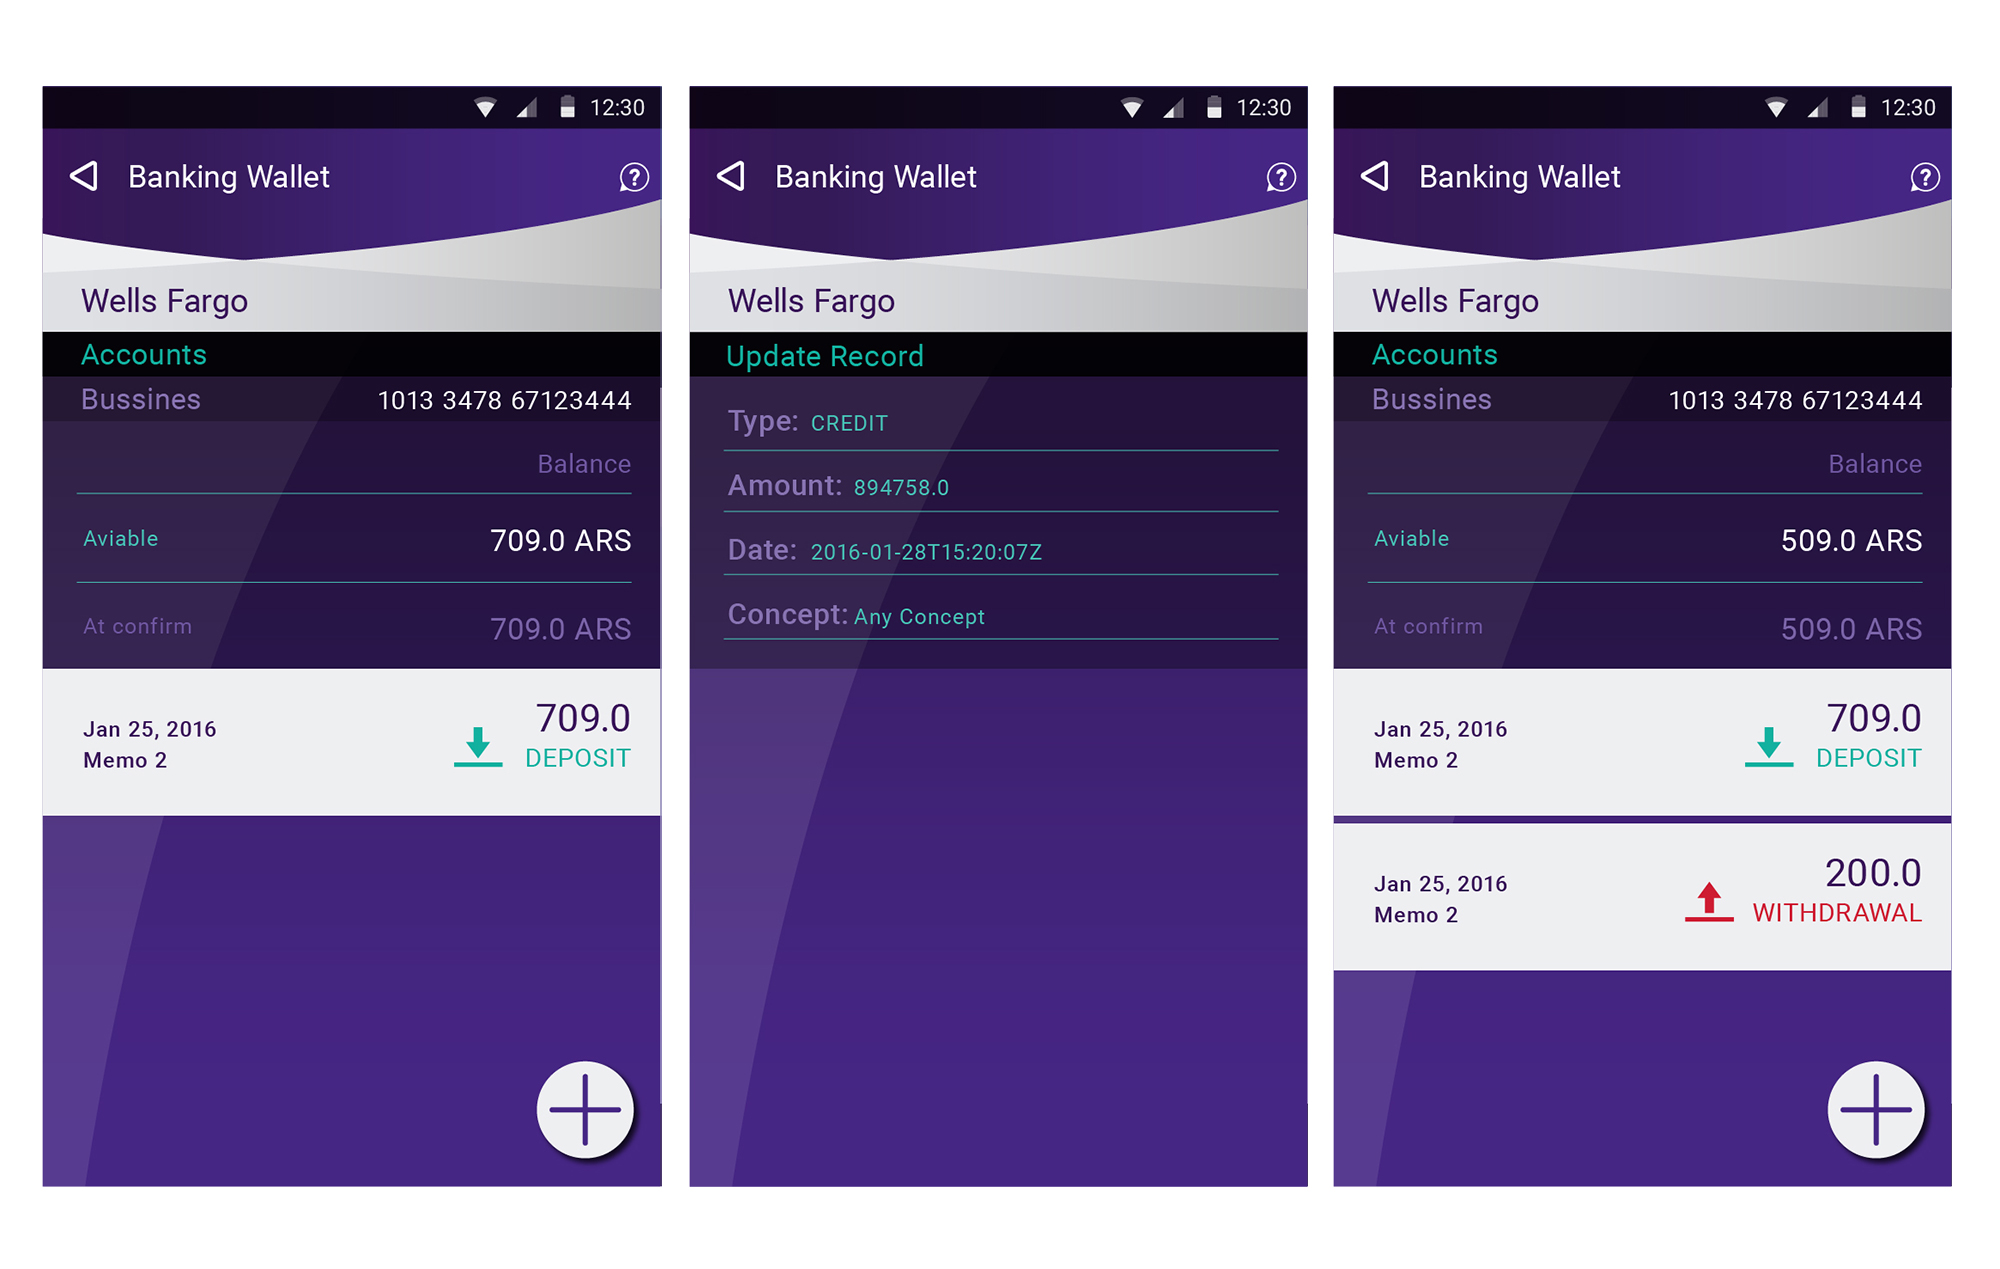 12:30
Banking Wallet
?
Wells Fargo
Accounts
Bussines 1013 3478 67123444
Balance
Aviable 709.0 ARS
At confirm 709.0 ARS
Jan 25, 2016
Memo 2
709.0
DEPOSIT
12:30
Banking Wallet
?
Wells Fargo
Update Record
Type: CREDIT
Amount: 894758.0
Date: 2016-01-28T15:20:07Z
Concept: Any Concept
12:30
Banking Wallet
?
Wells Fargo
Accounts
Bussines 1013 3478 67123444
Balance
Aviable 509.0 ARS
At confirm 509.0 ARS
Jan 25, 2016
Memo 2
709.0
DEPOSIT
Jan 25, 2016
Memo 2
200.0
WITHDRAWAL